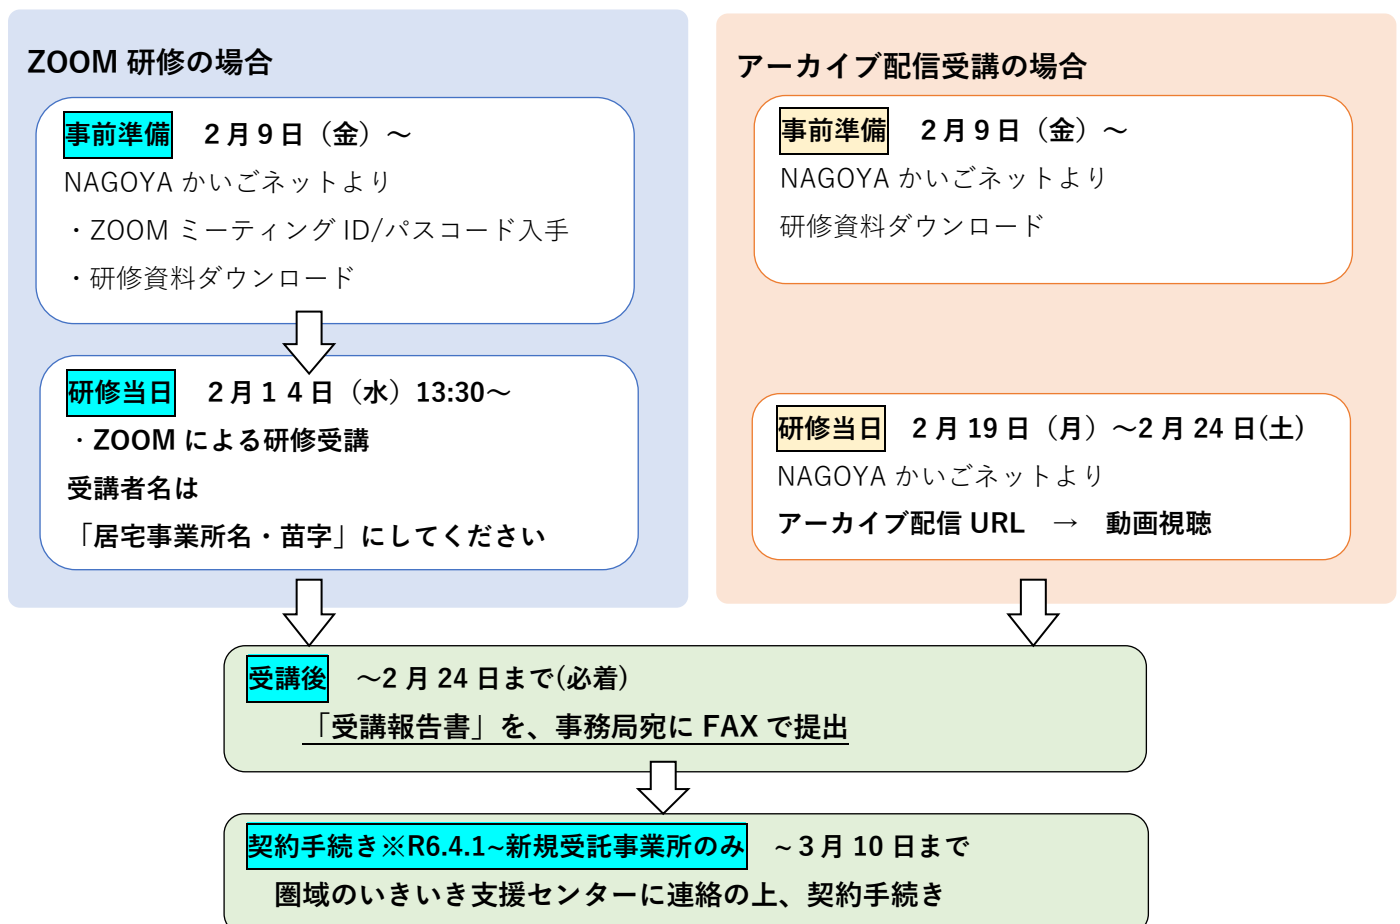 ZOOM 研修の場合
事前準備　２月９日（金）～
NAGOYA かいごネットより
・ZOOM ミーティング ID/パスコード入手
・研修資料ダウンロード
研修当日　２月１４日（水）13:30～
・ZOOM による研修受講
受講者名は
「居宅事業所名・苗字」にしてください
アーカイブ配信受講の場合
事前準備　２月９日（金）～
NAGOYA かいごネットより
研修資料ダウンロード
研修当日　2 月 19 日（月）～2 月 24 日(土)
NAGOYA かいごネットより
アーカイブ配信 URL　→　動画視聴
受講後　～2 月 24 日まで(必着)
「受講報告書」を、事務局宛に FAX で提出
契約手続き※R6.4.1~新規受託事業所のみ　~３月 10 日まで
圏域のいきいき支援センターに連絡の上、契約手続き